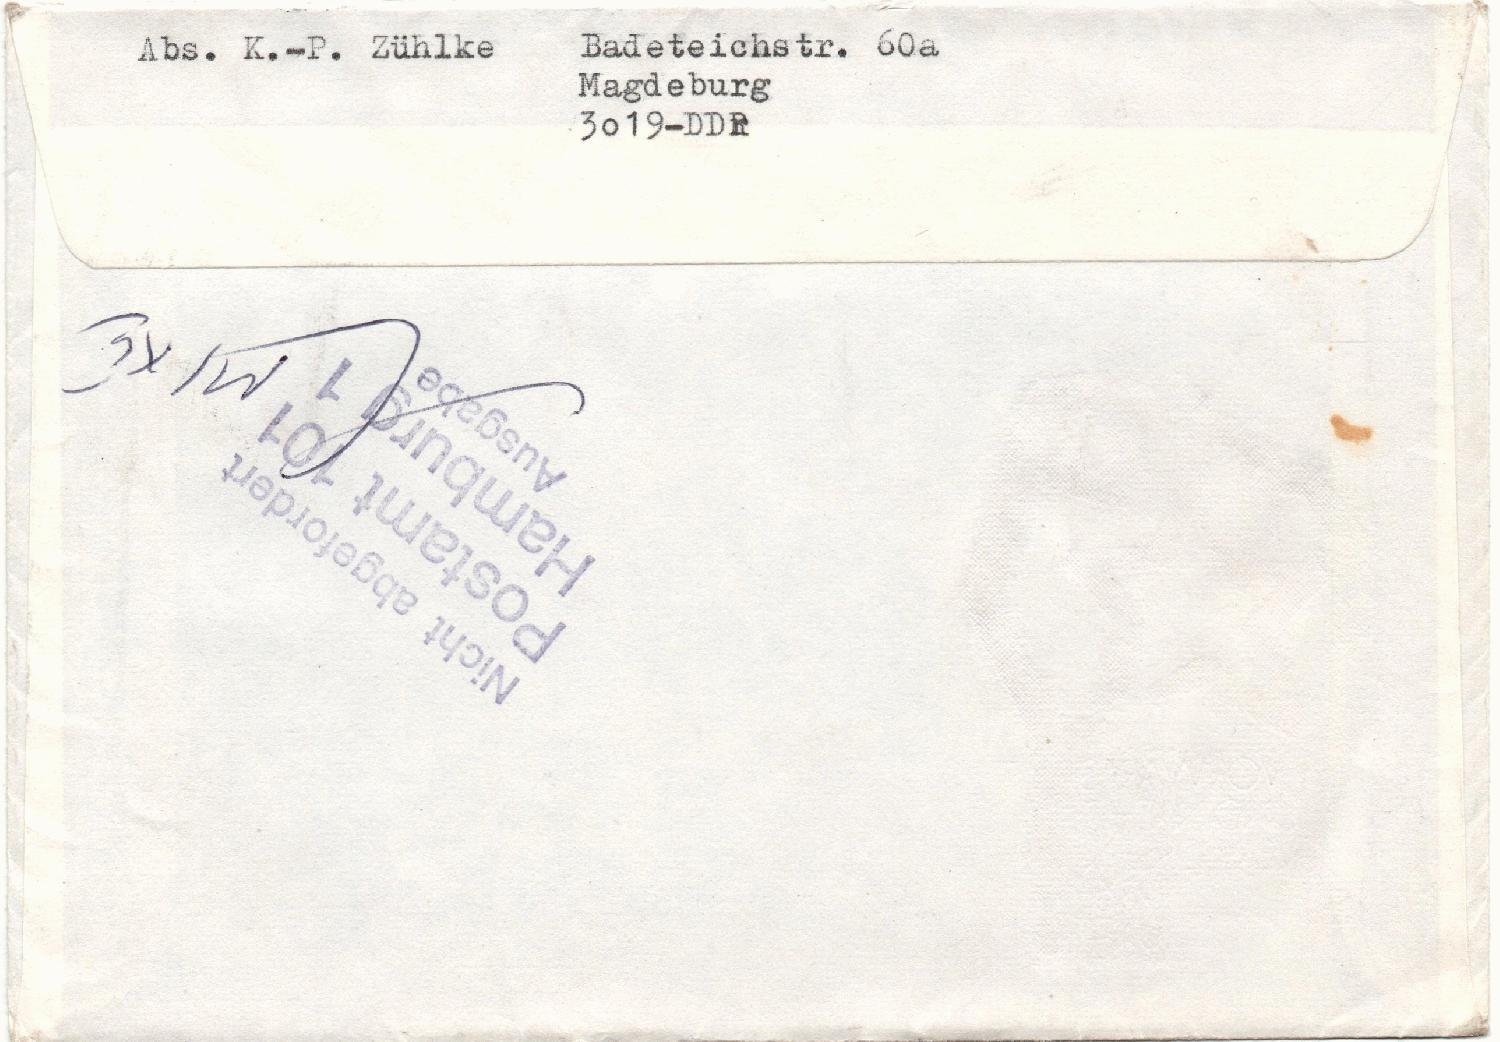 Abs. K.-P. Zühlke Badeteichstr. 60a
Magdeburg
3o19-DDR
Nicht abgefordert
Postamt 101
Hamburg 1
Ausgabe